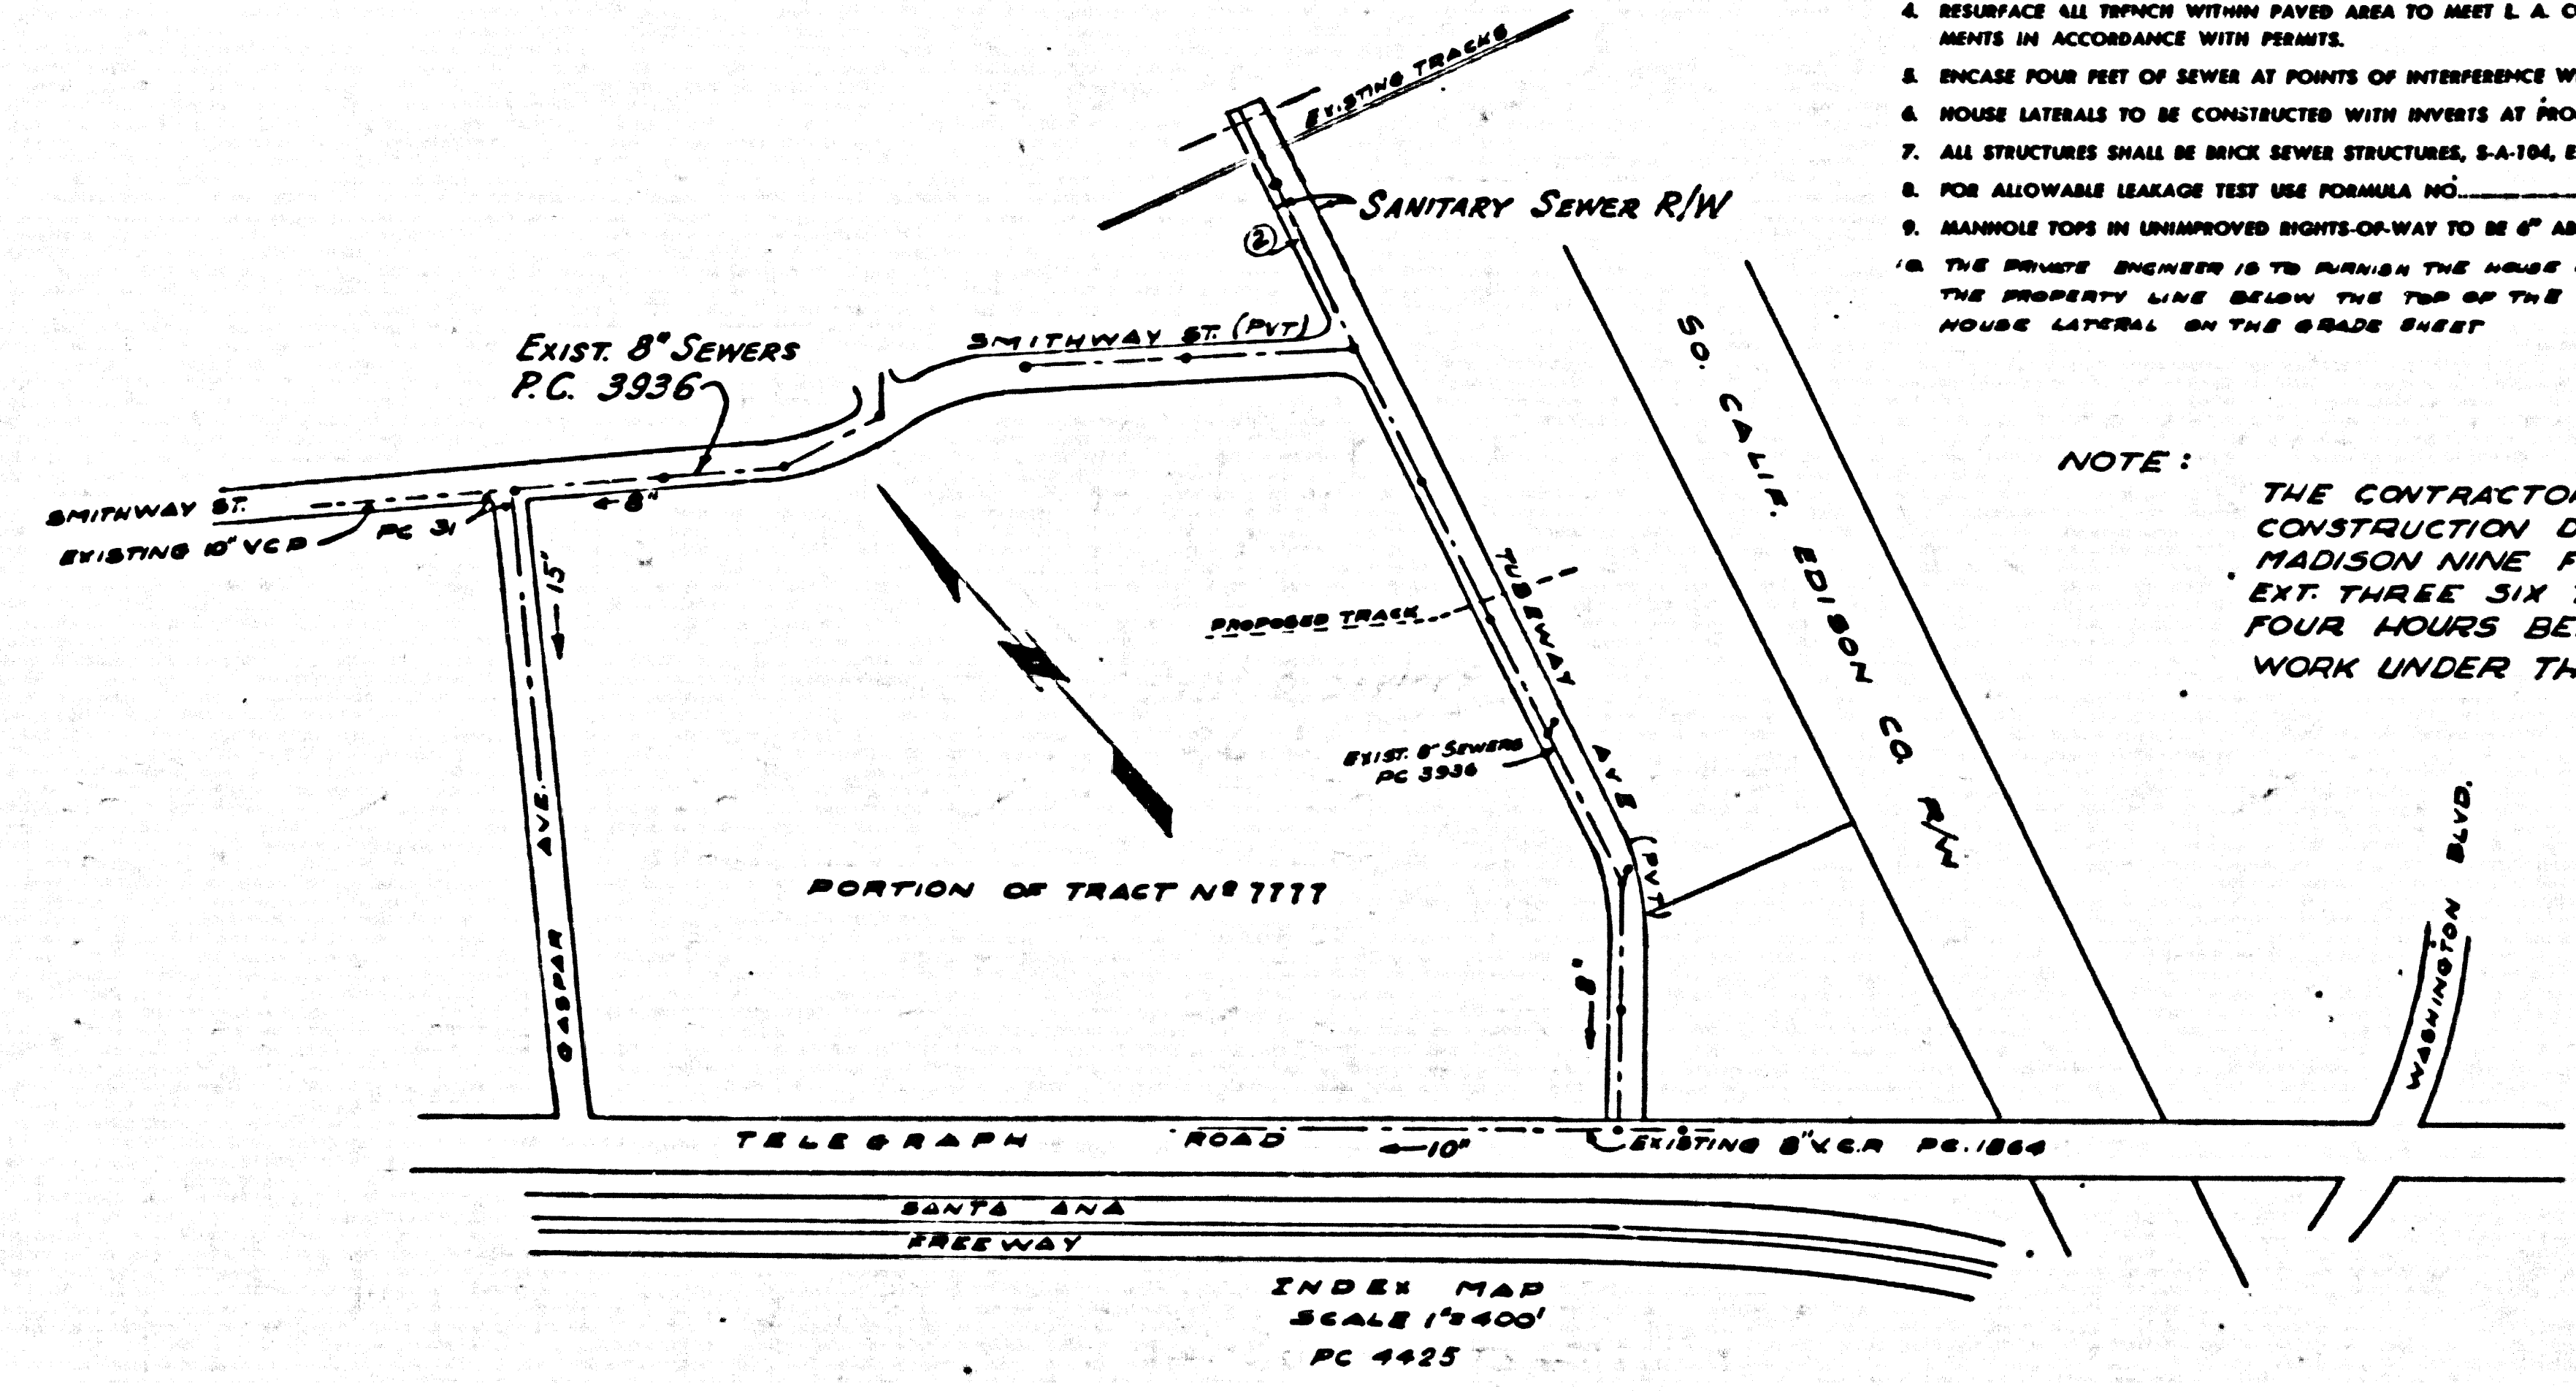 4. RESURFACE ALL TRENCH WITHIN PAVED AREA TO MEET L. A. C
MENTS IN ACCORDANCE WITH PERMITS.
5. ENCASE FOUR FEET OF SEWER AT POINTS OF INTERFERENCE W
6. HOUSE LATERALS TO BE CONSTRUCTED WITH INVERTS AT PRO
7. ALL STRUCTURES SHALL BE BRICK SEWER STRUCTURES, S-A-104, E
8. FOR ALLOWABLE LEAKAGE TEST USE FORMULA NO.
9. MANHOLE TOPS IN UNIMPROVED RIGHTS-OF-WAY TO BE 6" AB
10. THE PRIVATE ENGINEER IS TO FURNISH THE HOUSE
THE PROPERTY LINE BELOW THE TOP OF THE
HOUSE LATERAL ON THE GRADE SHEET
EXISTING TRACKS
SANITARY SEWER R/W
2
SMITHWAY ST. (PVT)
EXIST. 8" SEWERS
P.C. 3936
SO. CALIF. EDISON CO. R/W
NOTE:
THE CONTRACTOR
CONSTRUCTION D
MADISON NINE F
EXT. THREE SIX
FOUR HOURS BE
WORK UNDER TH
SMITHWAY ST.
8"
EXISTING 10" VCP
PC 31
15'
TUBEWAY AVE (PVT)
PROPOSED TRACK
EXIST. 8" SEWERS
PC 3936
GASPAR AVE.
PORTION OF TRACT Nº 7777
8"
WASHINGTON BLVD.
TELEGRAPH ROAD
10"
EXISTING 8" V.C.P. PC. 1864
SANTA ANA
FREEWAY
INDEX MAP
SCALE 1"=400'
PC 4425